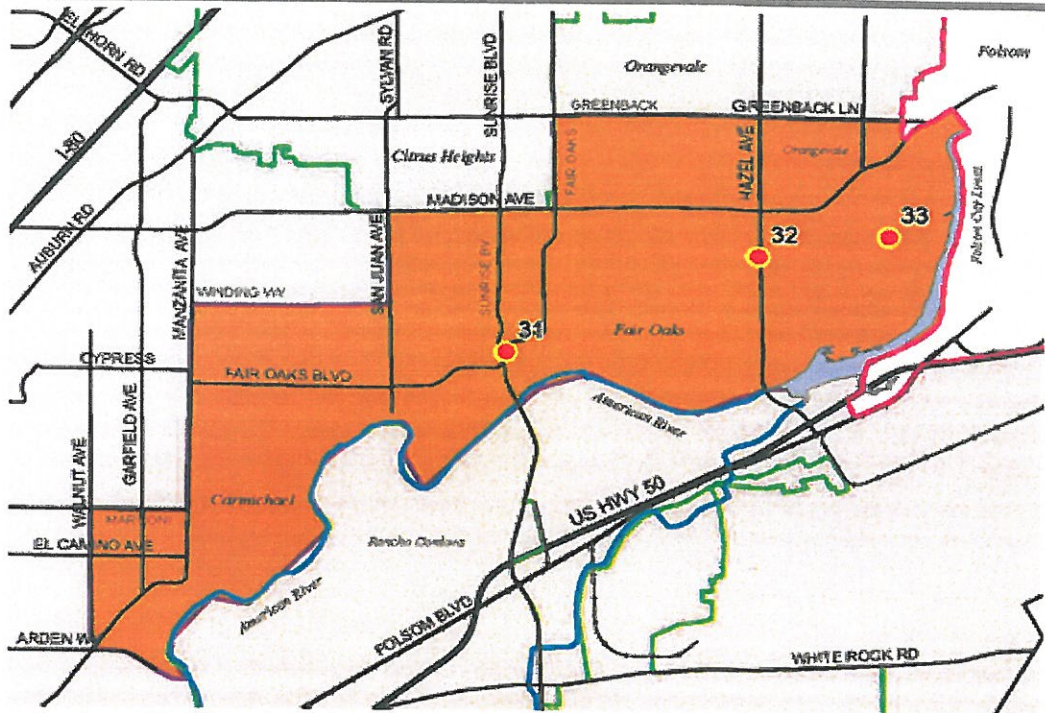 ELKHORN RD
I-80
AUBURN RD
SYLVAN RD
SUNRISE BLVD
Orangevale
Folsom
GREENBACK
GREENBACK LN
Citrus Heights
FAIR OAKS
HAZEL AVE
Orangevale
MADISON AVE
MANZANITA AVE
SAN JUAN AVE
SUNRISE BV
32
33
Folsom City Limit
WINDING WY
31
Fair Oaks
CYPRESS
FAIR OAKS BLVD
GARFIELD AVE
WALNUT AVE
American River
Carmichael
US HWY 50
MARCONI
EL CAMINO AVE
Rancho Cordova
American River
FOLSOM BLVD
ARDEN W
WHITE ROCK RD